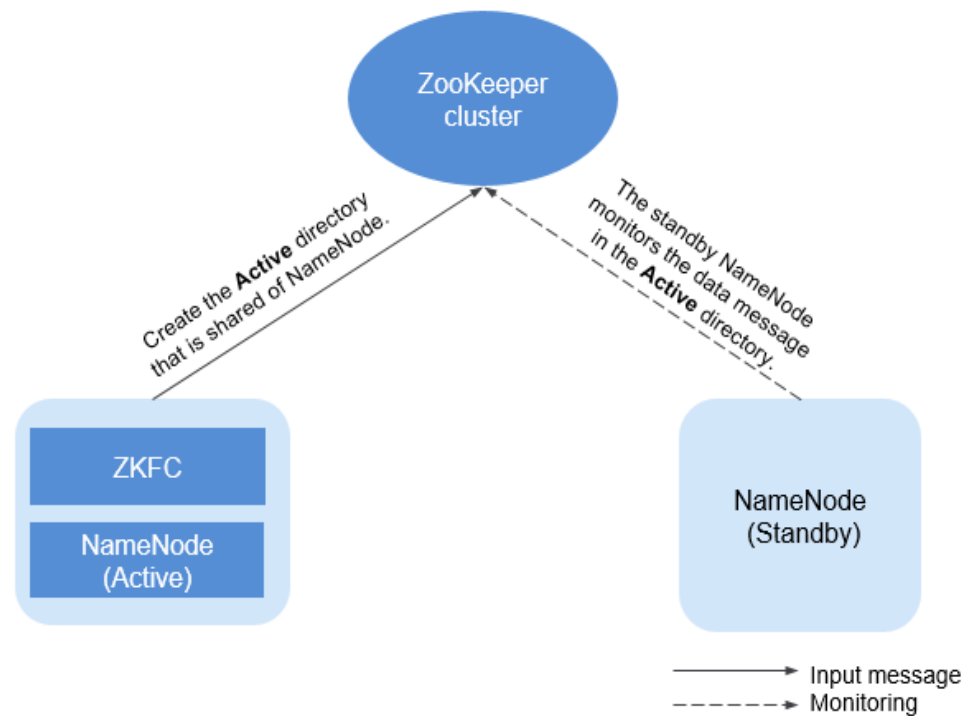 ZooKeeper
cluster
Create the Active directory
that is shared of NameNode.
The standby NameNode
monitors the data message
in the Active directory.
ZKFC
NameNode
(Active)
NameNode
(Standby)
Input message
Monitoring